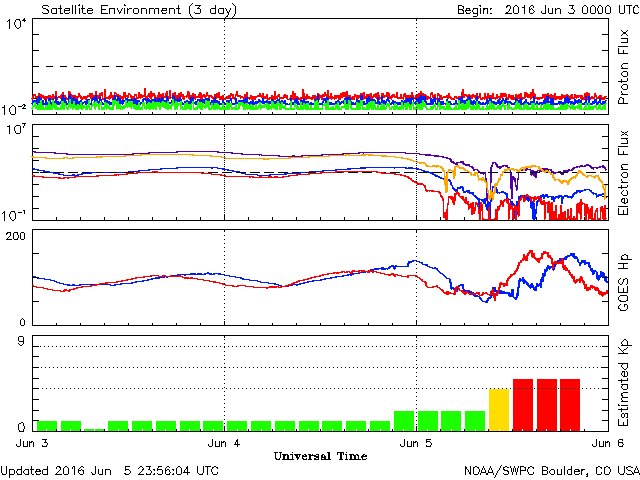 Satellite Environment (3 day) Begin: 2016 Jun 3 0000 UTC
10^4
10^-2
Proton Flux
10^7
10^-1
Electron Flux
200
0
GOES Hp
9
0
Estimated Kp
Jun 3 Jun 4 Jun 5 Jun 6
Universal Time
Updated 2016 Jun 5 23:56:04 UTC NOAA/SWPC Boulder, CO USA